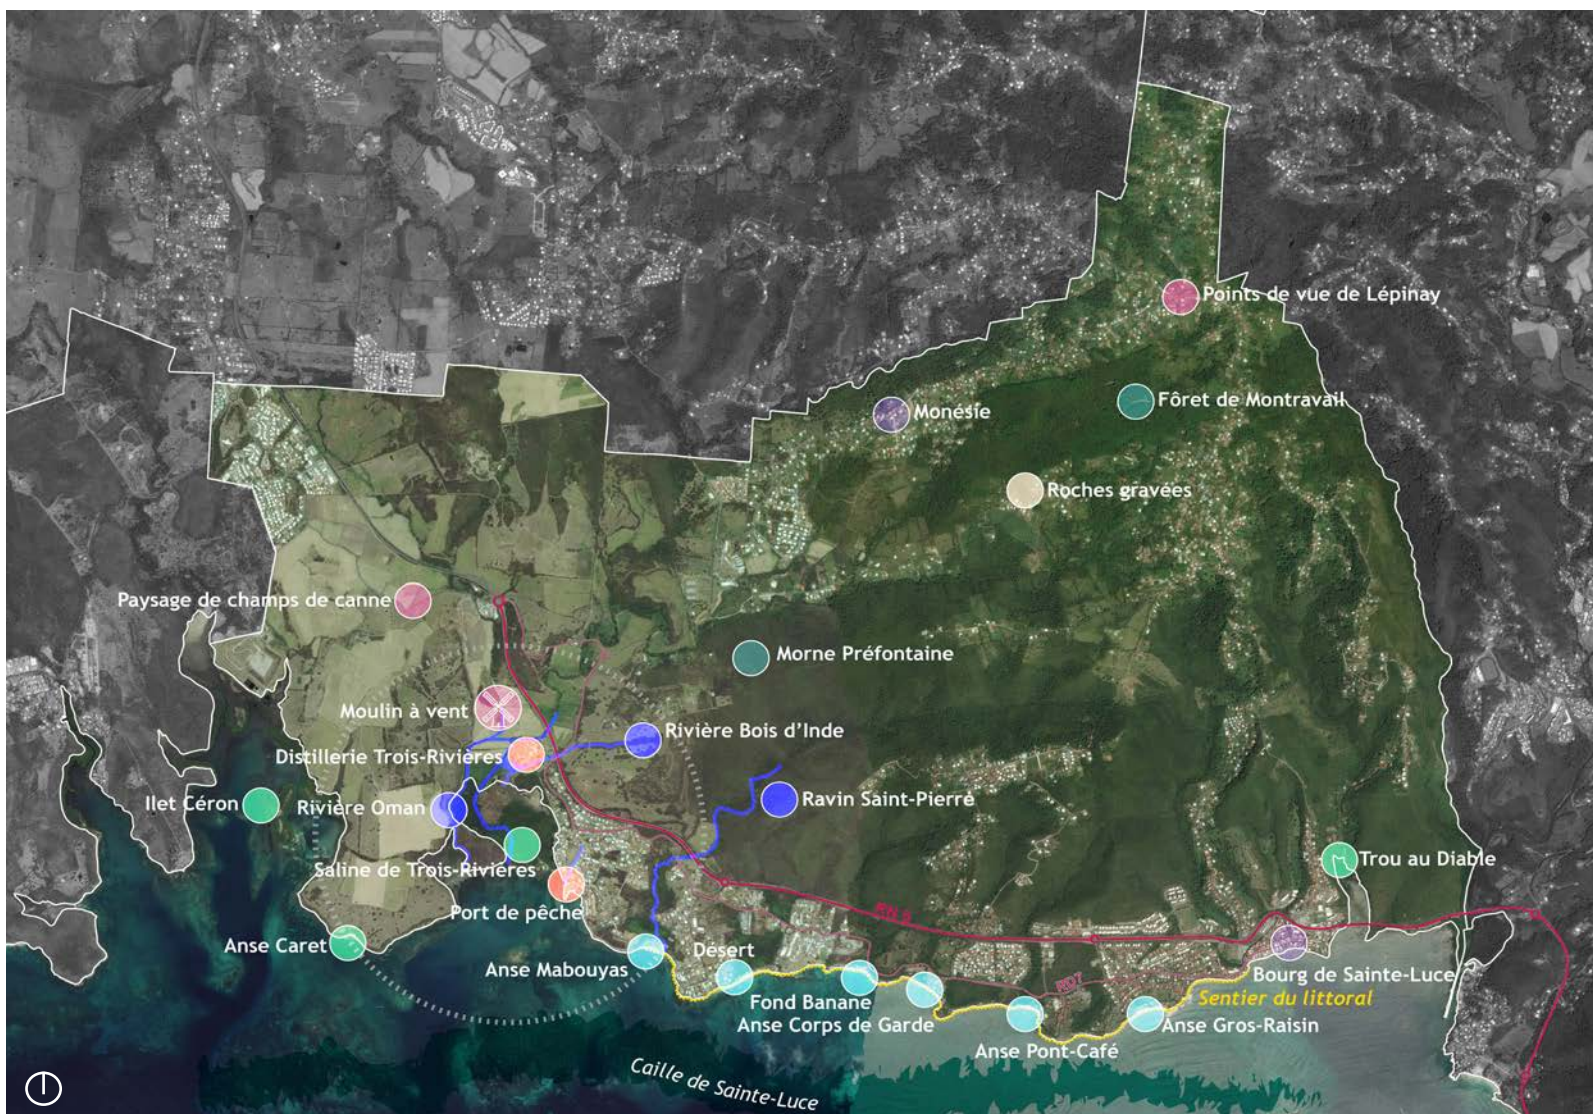 Points de vue de Lépinay
Fôret de Montravail
Monésie
Roches gravées
Paysage de champs de canne
Morne Préfontaine
Moulin à vent
Rivière Bois d’Inde
Distillerie Trois-Rivières
Ilet Céron
Rivière Oman
Ravin Saint-Pierre
Saline de Trois-Rivières
Trou au Diable
Port de pêche
RN 5
Anse Caret
Désert
Anse Mabouyas
Bourg de Sainte-Luce
RD7
Fond Banane
Sentier du littoral
Anse Corps de Garde
Anse Gros-Raisin
Anse Pont-Café
Caille de Sainte-Luce